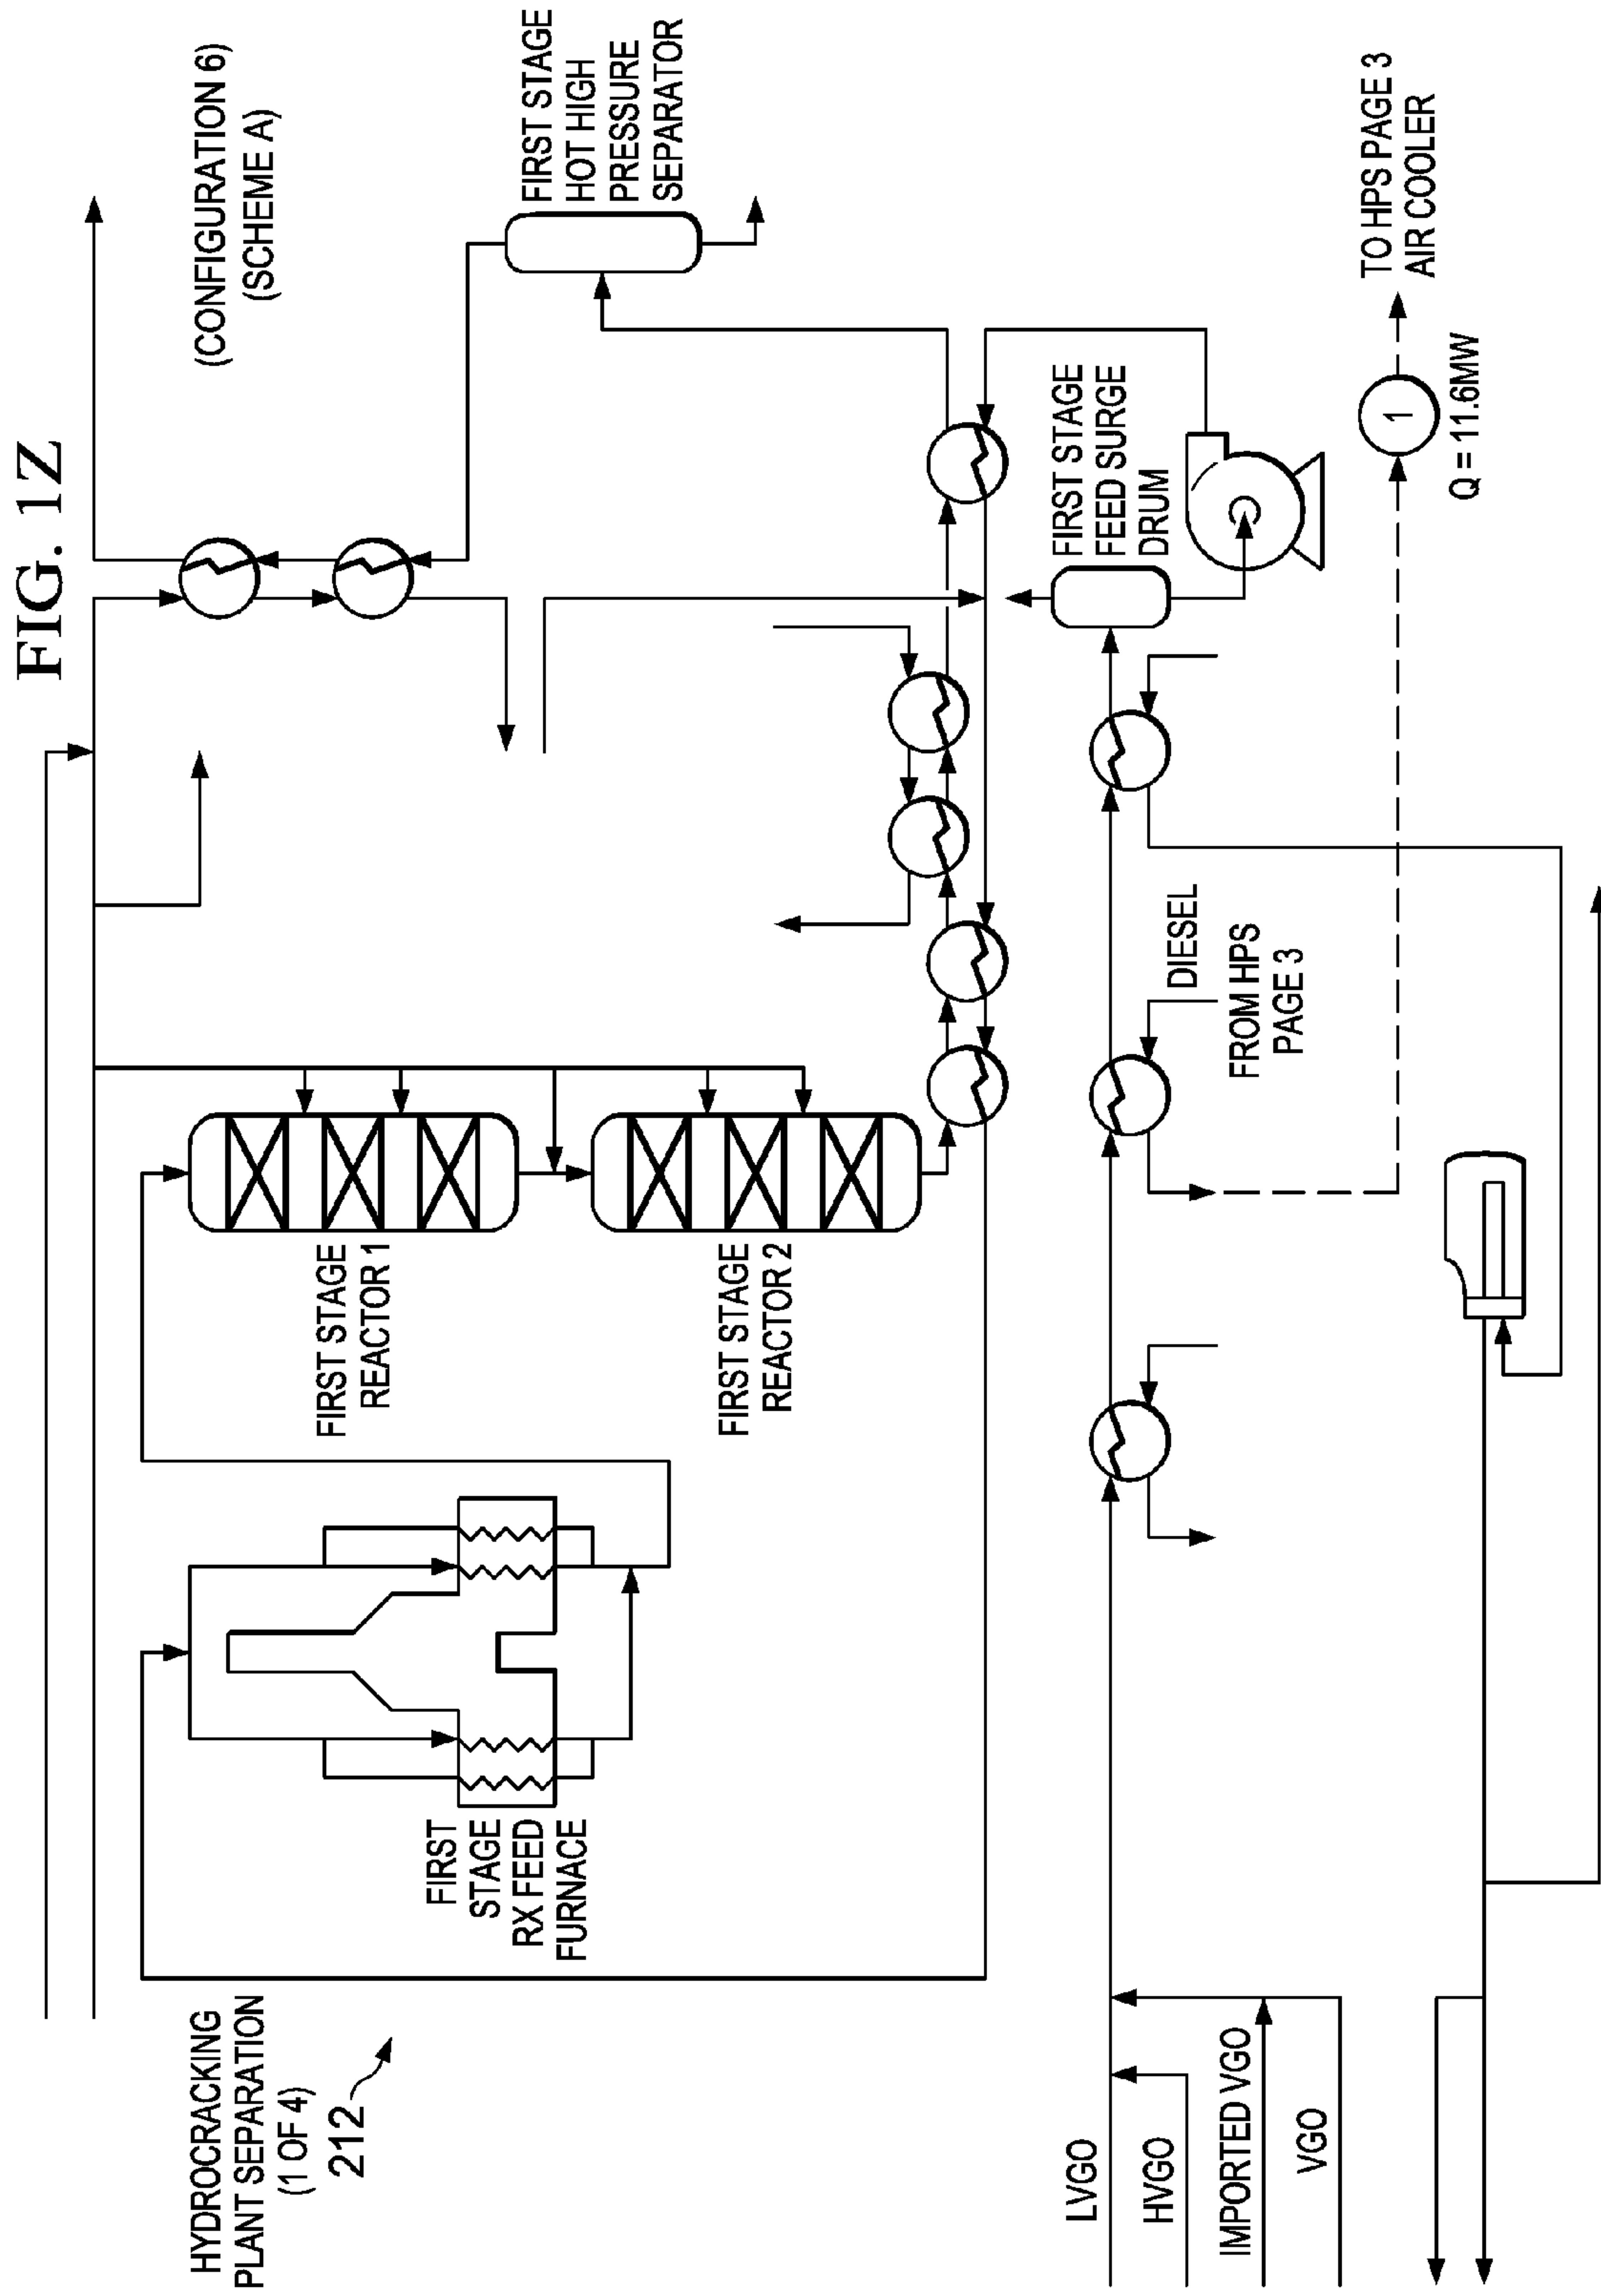 FIG. 1Z
(CONFIGURATION 6)
(SCHEME A)
HYDROCRACKING
PLANT SEPARATION
(1 OF 4)
212
FIRST
STAGE
RX FEED
FURNACE
FIRST STAGE
REACTOR 1
FIRST STAGE
REACTOR 2
FIRST STAGE
HOT HIGH
PRESSURE
SEPARATOR
FIRST STAGE
FEED SURGE
DRUM
LVGO
HVGO
IMPORTED VGO
VGO
DIESEL
FROM HPS
PAGE 3
1
Q = 11.6MW
TO HPS PAGE 3
AIR COOLER